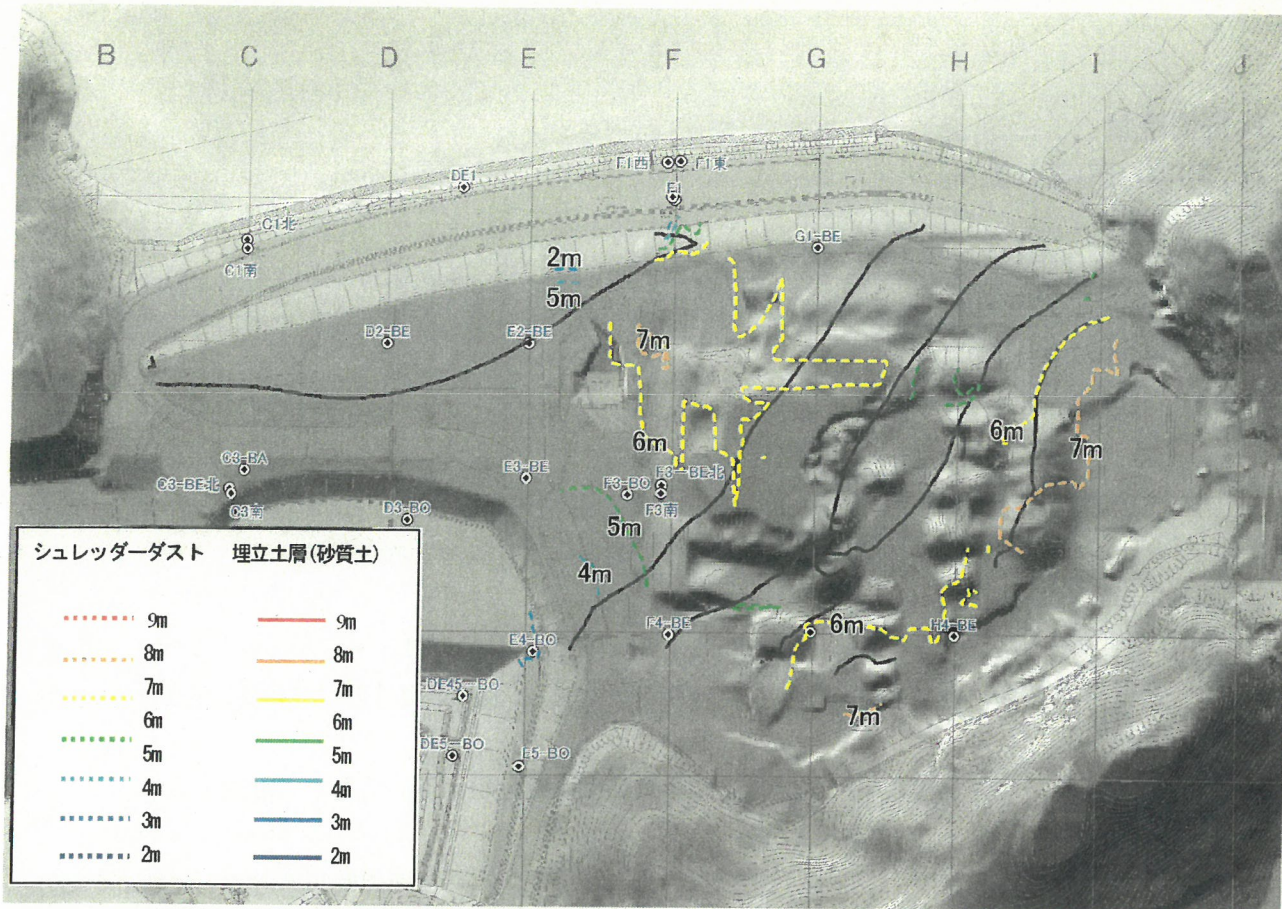 B C D E F G H I J
F1西 F1東
DE1
F1
C1北
C1南
G1-BE
2m
5m
D2-BE
E2-BE
7m
6m
6m
7m
C3-BA
C3-BE北
C3南
E3-BE
F3-BE北
F3-BO
F3南
D3-BO
5m
4m
E4-BO
F4-BE
6m
H4-BE
DE45-BO
7m
DE5-BO
E5-BO
シュレッダーダスト 埋立土層(砂質土)
9m 9m
8m 8m
7m 7m
6m 6m
5m 5m
4m 4m
3m 3m
2m 2m